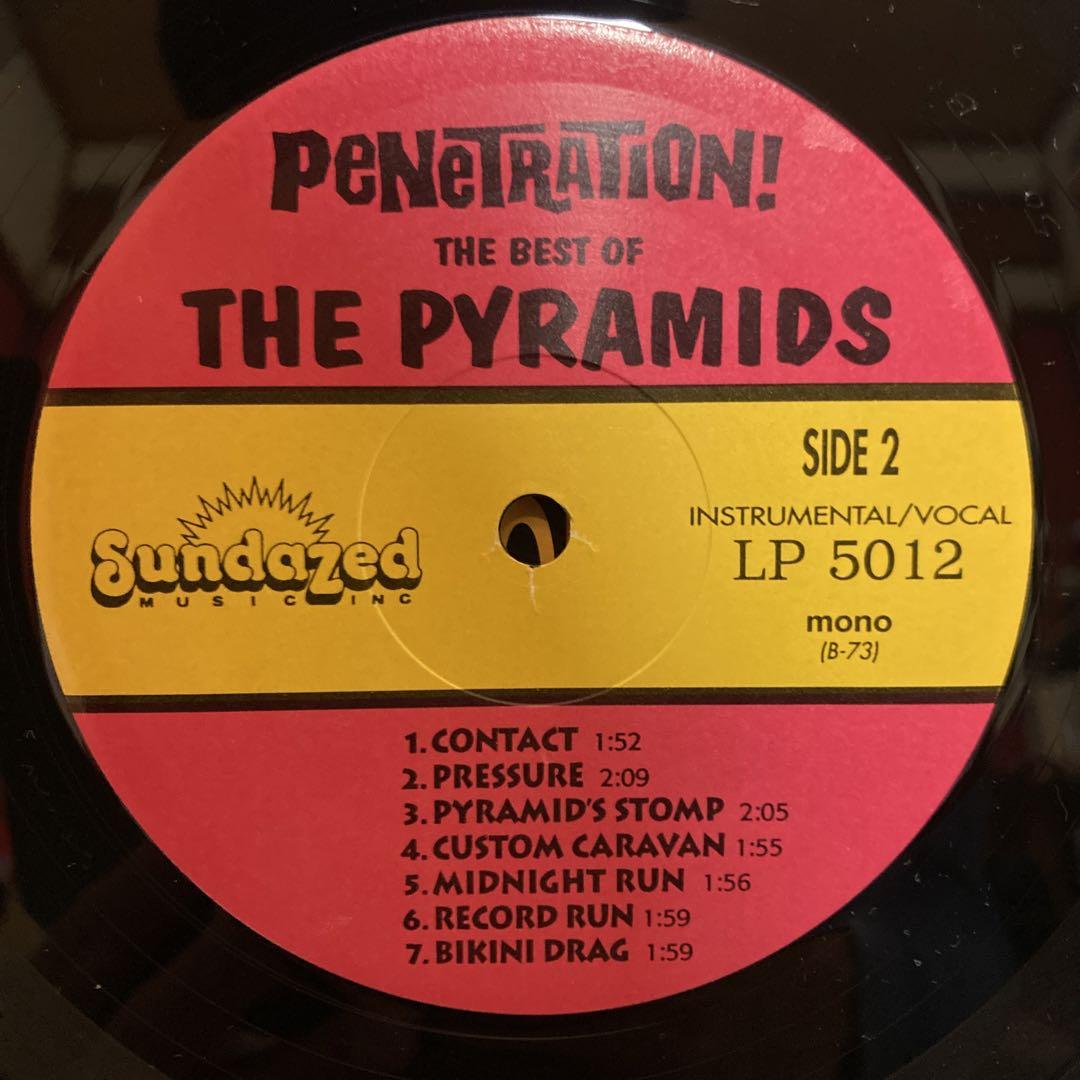 PENETRATION!
THE BEST OF
THE PYRAMIDS
SIDE 2
INSTRUMENTAL/VOCAL
LP 5012
mono
(B-73)
Sundazed
MUSIC INC
1. CONTACT 1:52
2. PRESSURE 2:09
3. PYRAMID'S STOMP 2:05
4. CUSTOM CARAVAN 1:55
5. MIDNIGHT RUN 1:56
6. RECORD RUN 1:59
7. BIKINI DRAG 1:59